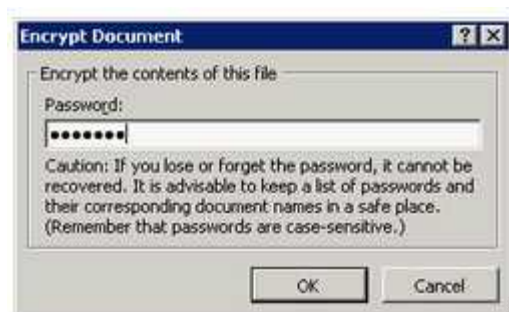 Encrypt Document
Encrypt the contents of this file
Password:
•••••••
Caution: If you lose or forget the password, it cannot be
recovered. It is advisable to keep a list of passwords and
their corresponding document names in a safe place.
(Remember that passwords are case-sensitive.)
OK Cancel